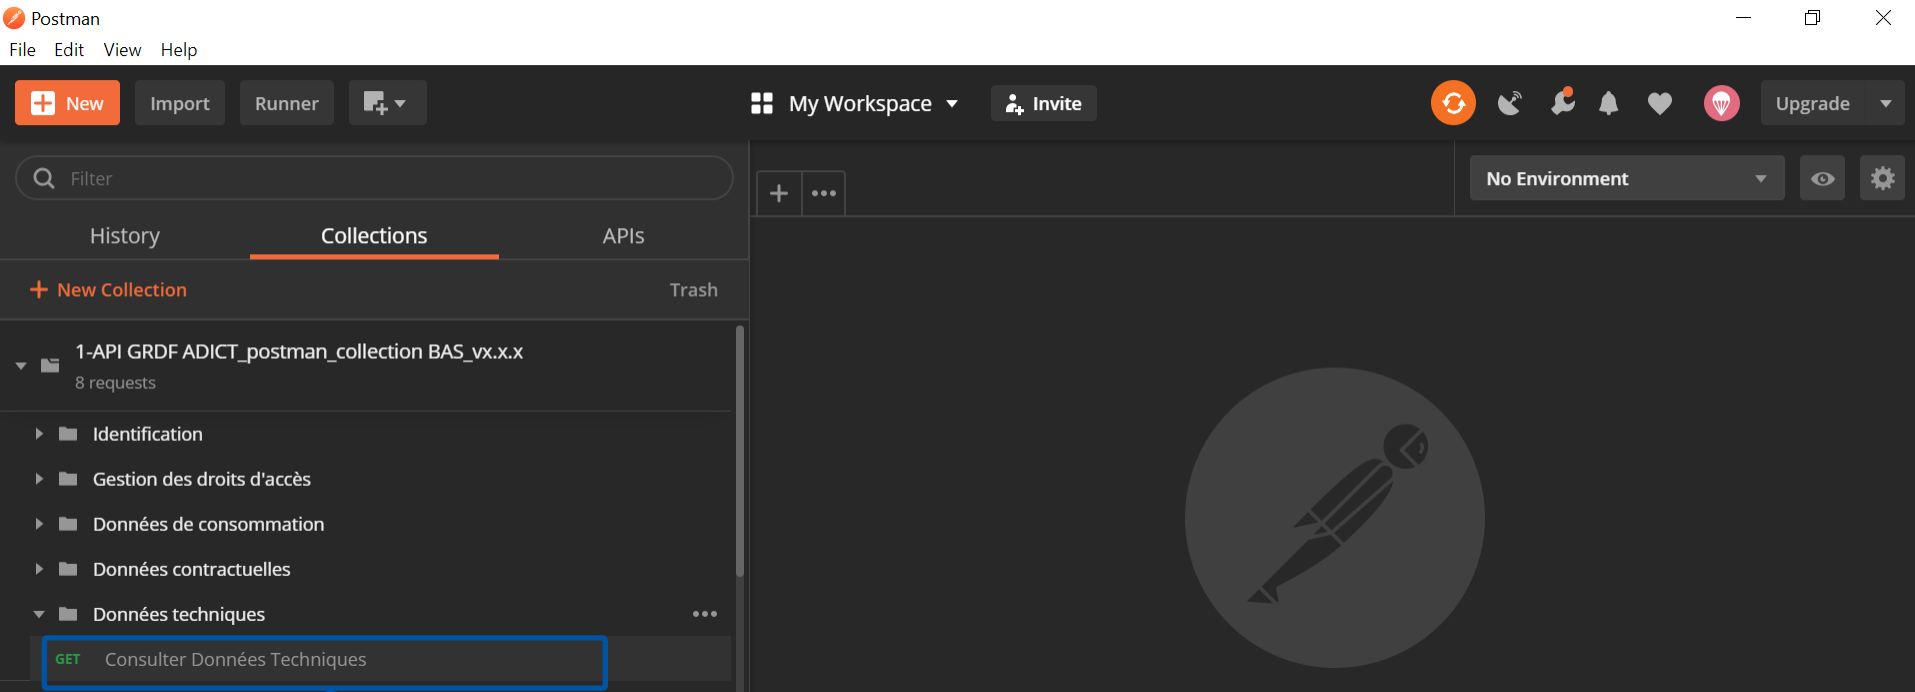 Postman
File Edit View Help
New Import Runner My Workspace Invite Upgrade
Filter
No Environment
History Collections APIs
New Collection Trash
1-API GRDF ADICT_postman_collection BAS_vx.x.x
8 requests
Identification
Gestion des droits d'accès
Données de consommation
Données contractuelles
Données techniques
GET Consulter Données Techniques